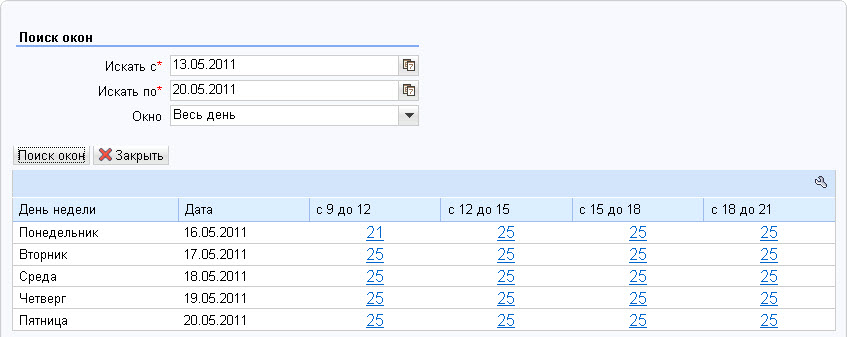 Поиск окон
Искать с* 13.05.2011
Искать по* 20.05.2011
Окно Весь день
Поиск окон Закрыть
День недели Дата с 9 до 12 с 12 до 15 с 15 до 18 с 18 до 21
Понедельник 16.05.2011 21 25 25 25
Вторник 17.05.2011 25 25 25 25
Среда 18.05.2011 25 25 25 25
Четверг 19.05.2011 25 25 25 25
Пятница 20.05.2011 25 25 25 25